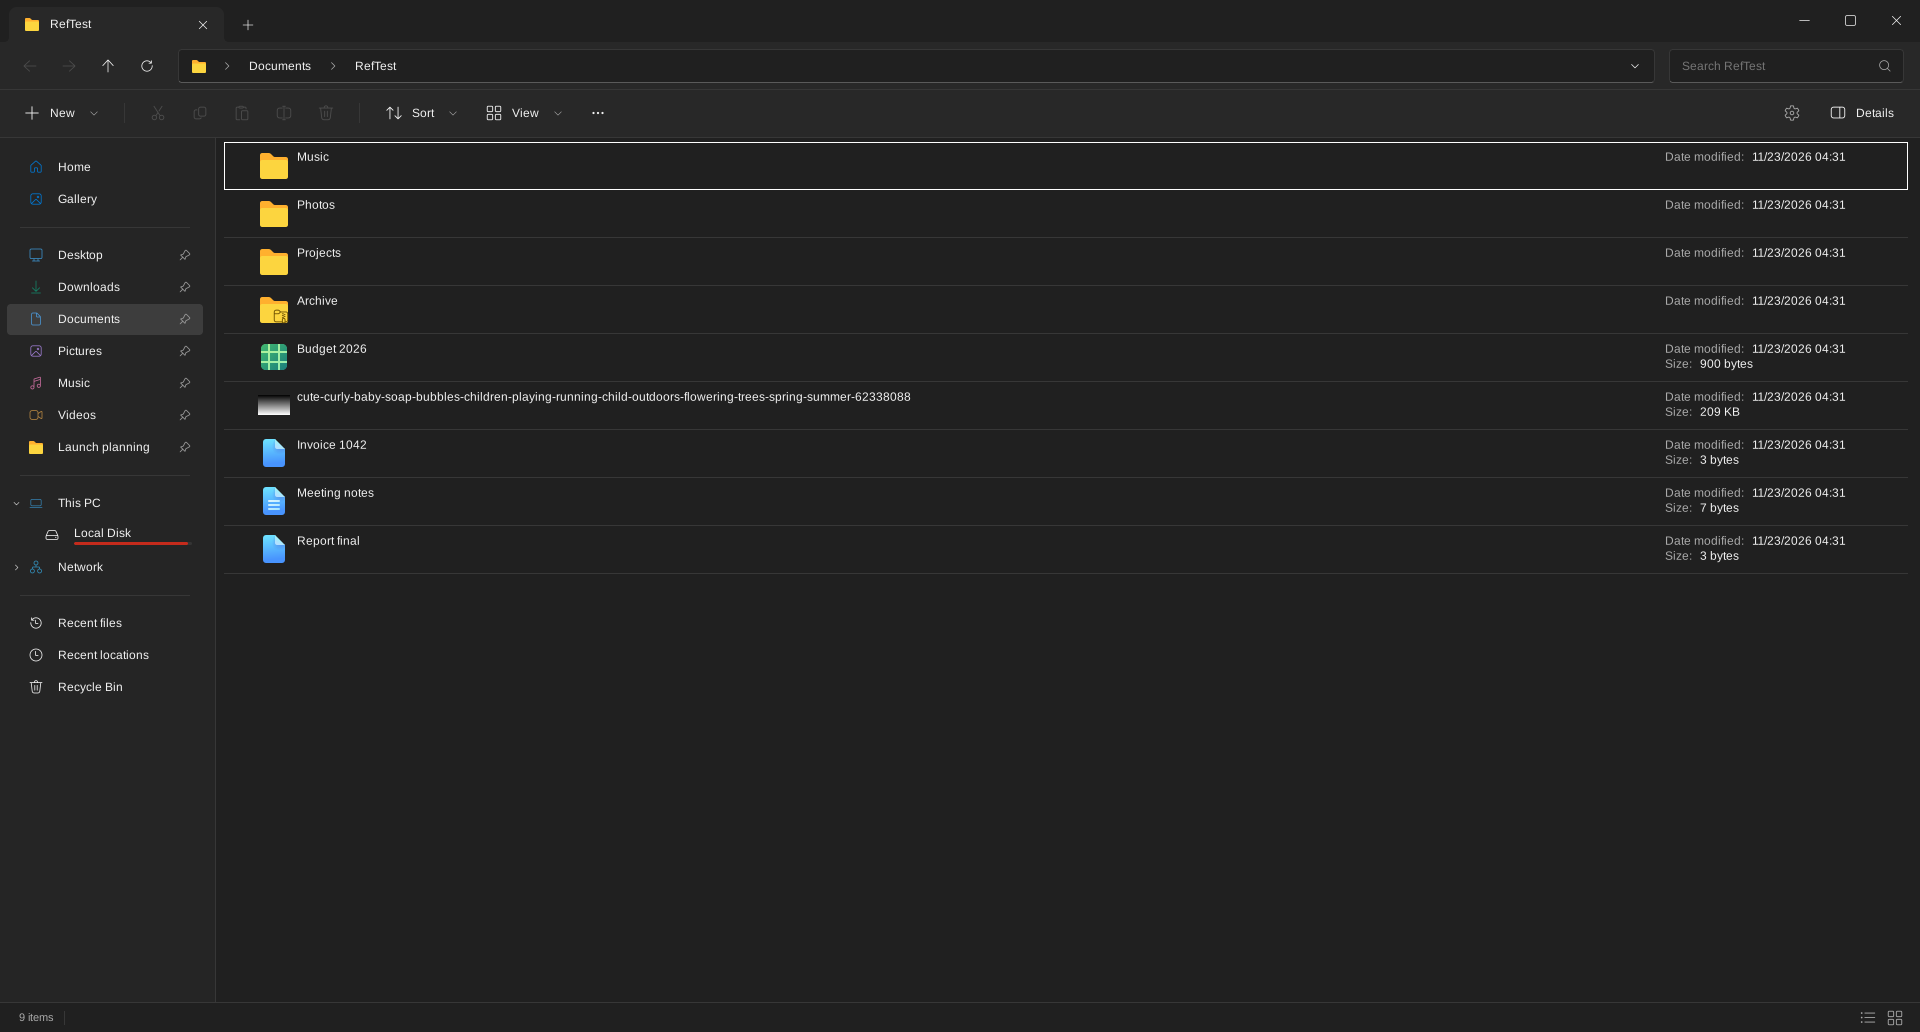 RefTest
Documents
RefTest
Search RefTest
New
Sort
View
Details
Home
Gallery
Desktop
Downloads
Documents
Pictures
Music
Videos
Launch planning
This PC
Local Disk
Network
Recent files
Recent locations
Recycle Bin
Music
Date modified: 11/23/2026 04:31
Photos
Date modified: 11/23/2026 04:31
Projects
Date modified: 11/23/2026 04:31
Archive
Date modified: 11/23/2026 04:31
Budget 2026
Date modified: 11/23/2026 04:31
Size: 900 bytes
cute-curly-baby-soap-bubbles-children-playing-running-child-outdoors-flowering-trees-spring-summer-62338088
Date modified: 11/23/2026 04:31
Size: 209 KB
Invoice 1042
Date modified: 11/23/2026 04:31
Size: 3 bytes
Meeting notes
Date modified: 11/23/2026 04:31
Size: 7 bytes
Report final
Date modified: 11/23/2026 04:31
Size: 3 bytes
9 items